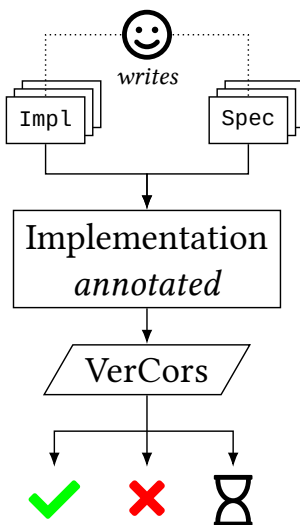 writes
Impl
Spec
Implementation
annotated
VerCors